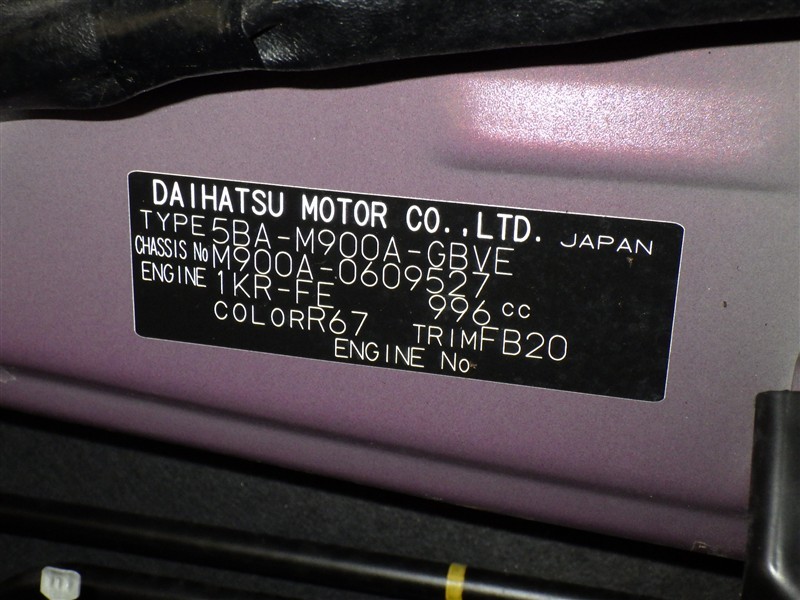 DAIHATSU MOTOR CO.,LTD. JAPAN
TYPE 5BA-M900A-GBVE
CHASSIS No M900A-0609527
ENGINE 1KR-FE 996 cc
COLOR R67 TRIM FB20
ENGINE No